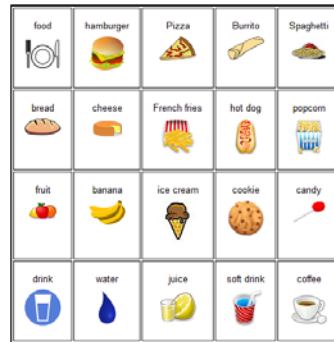 food hamburger Pizza Burrito Spaghetti
bread cheese French fries hot dog popcorn
fruit banana ice cream cookie candy
drink water juice soft drink coffee